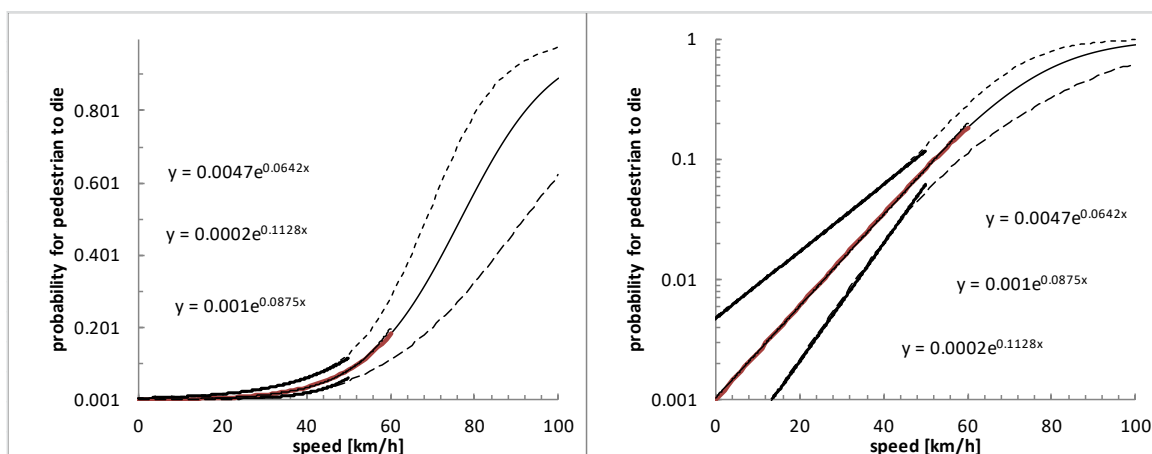 probability for pedestrian to die
0.801
0.601
0.401
0.201
0.001
y = 0.0047e^0.0642x
y = 0.0002e^0.1128x
y = 0.001e^0.0875x
0 20 40 60 80 100
speed [km/h]
probability for pedestrian to die
1
0.1
0.01
0.001
y = 0.0047e^0.0642x
y = 0.001e^0.0875x
y = 0.0002e^0.1128x
0 20 40 60 80 100
speed [km/h]